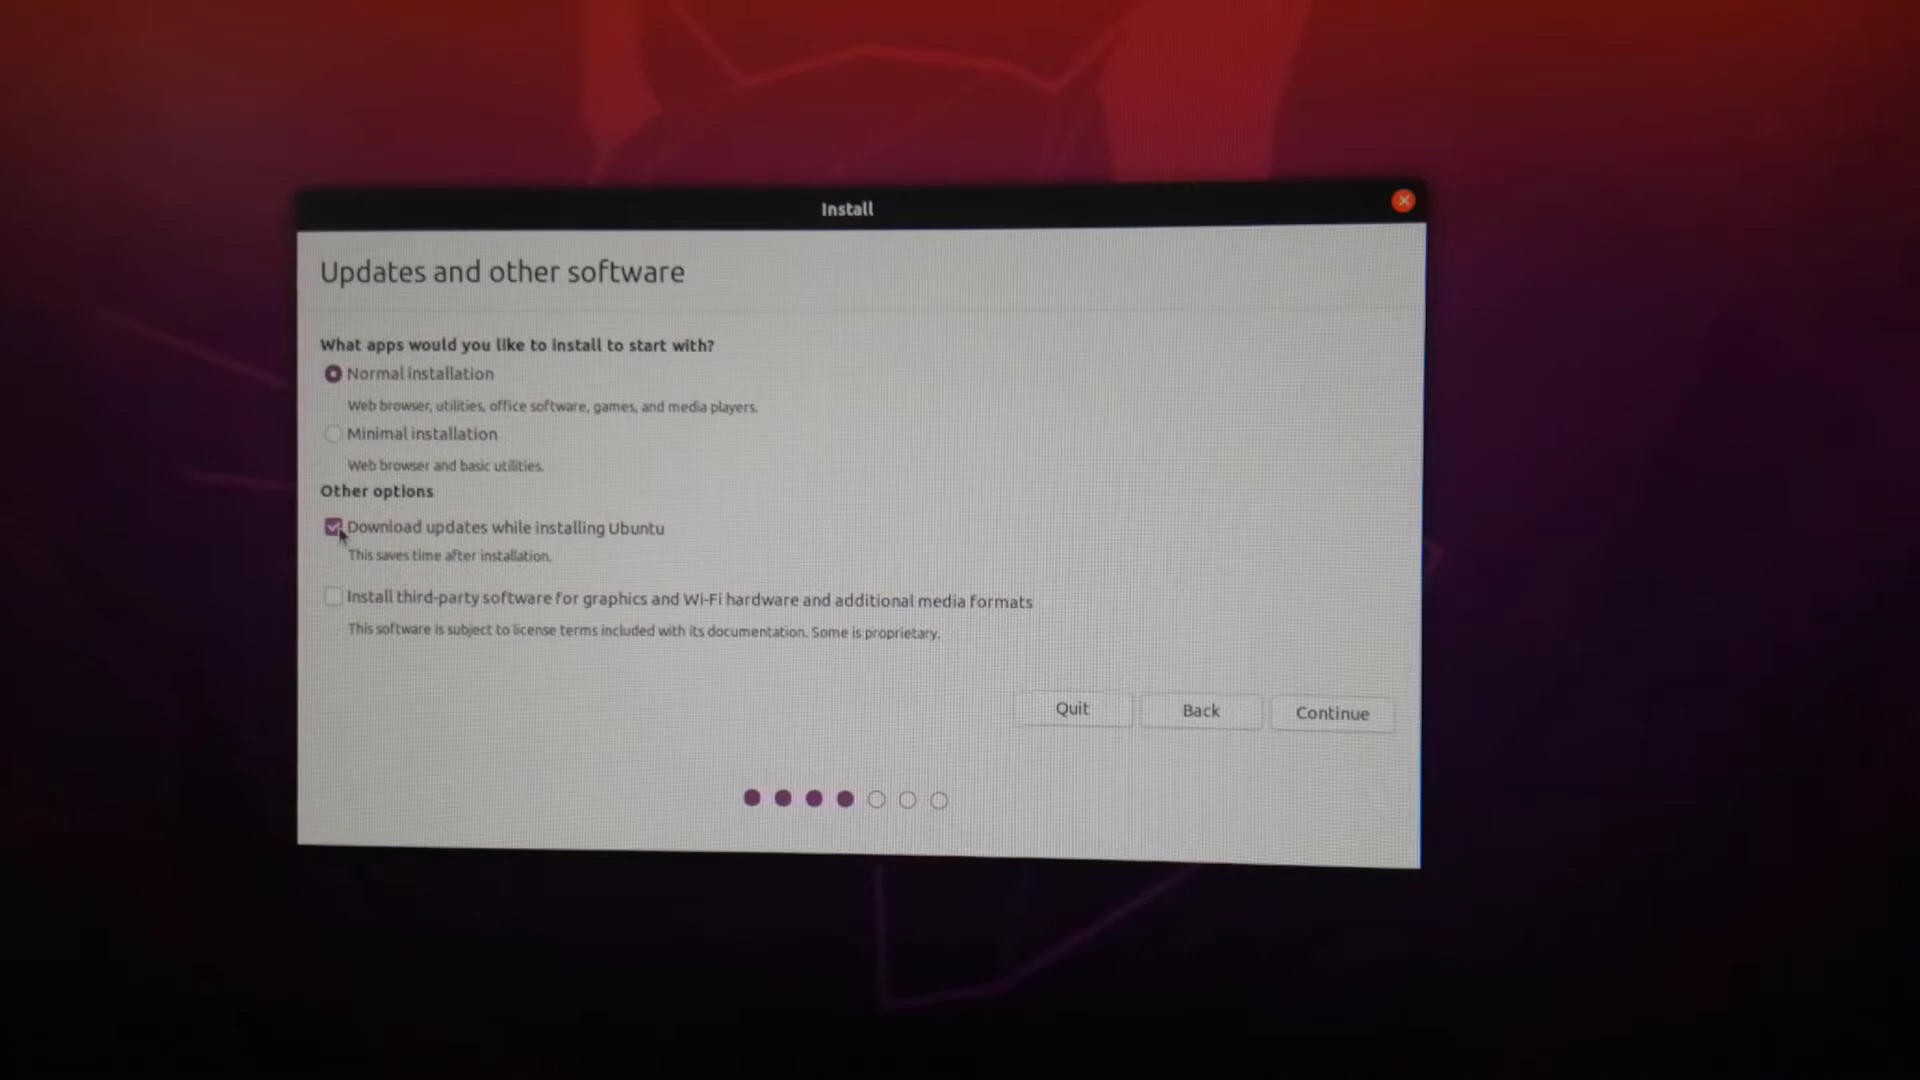 Install
Updates and other software
What apps would you like to install to start with?
Normal installation
Web browser, utilities, office software, games, and media players.
Minimal installation
Web browser and basic utilities.
Other options
Download updates while installing Ubuntu
This saves time after installation.
Install third-party software for graphics and Wi-Fi hardware and additional media formats
This software is subject to license terms included with its documentation. Some is proprietary.
Quit
Back
Continue